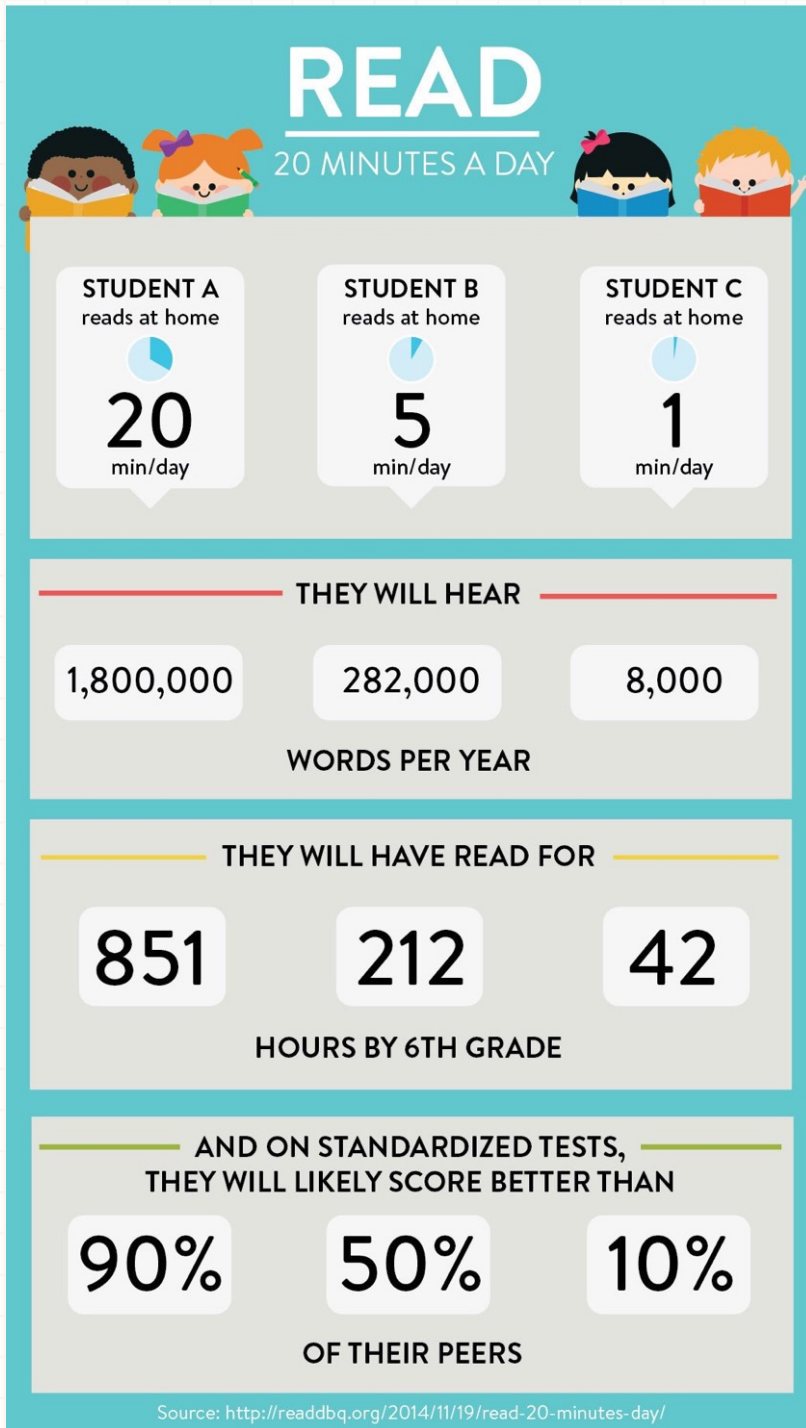 READ
20 MINUTES A DAY
STUDENT A
reads at home
20
min/day
STUDENT B
reads at home
5
min/day
STUDENT C
reads at home
1
min/day
THEY WILL HEAR
1,800,000 282,000 8,000
WORDS PER YEAR
THEY WILL HAVE READ FOR
851 212 42
HOURS BY 6TH GRADE
AND ON STANDARDIZED TESTS,
THEY WILL LIKELY SCORE BETTER THAN
90% 50% 10%
OF THEIR PEERS
Source: http://readdbq.org/2014/11/19/read-20-minutes-day/